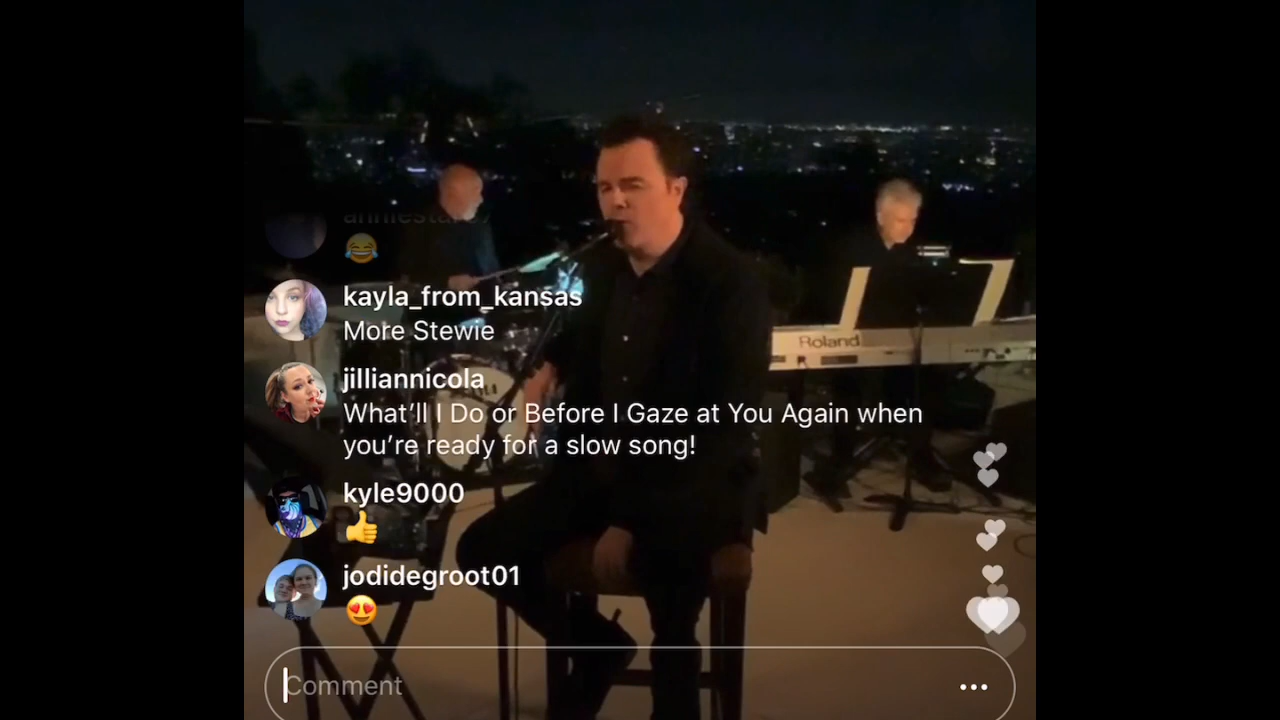 😂
kayla_from_kansas
More Stewie
jilliannicola
What’ll I Do or Before I Gaze at You Again when
you’re ready for a slow song!
kyle9000
👍
jodidegroot01
😍
Comment
Roland